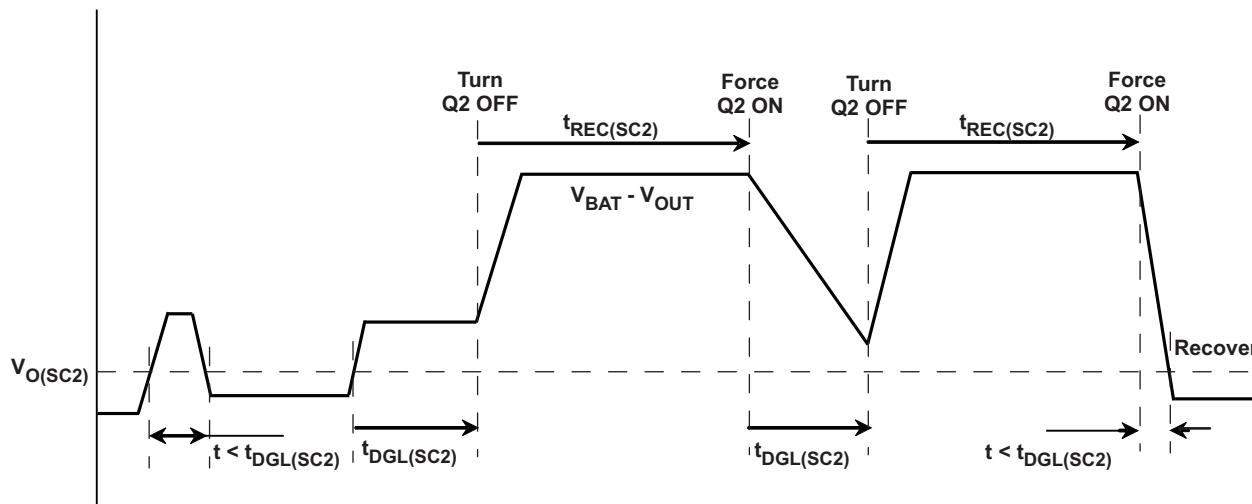 Turn
Q2 OFF
Force
Q2 ON
Turn
Q2 OFF
Force
Q2 ON
tREC(SC2)
tREC(SC2)
VBAT - VOUT
VO(SC2)
Recover
t < tDGL(SC2)
tDGL(SC2)
tDGL(SC2)
t < tDGL(SC2)